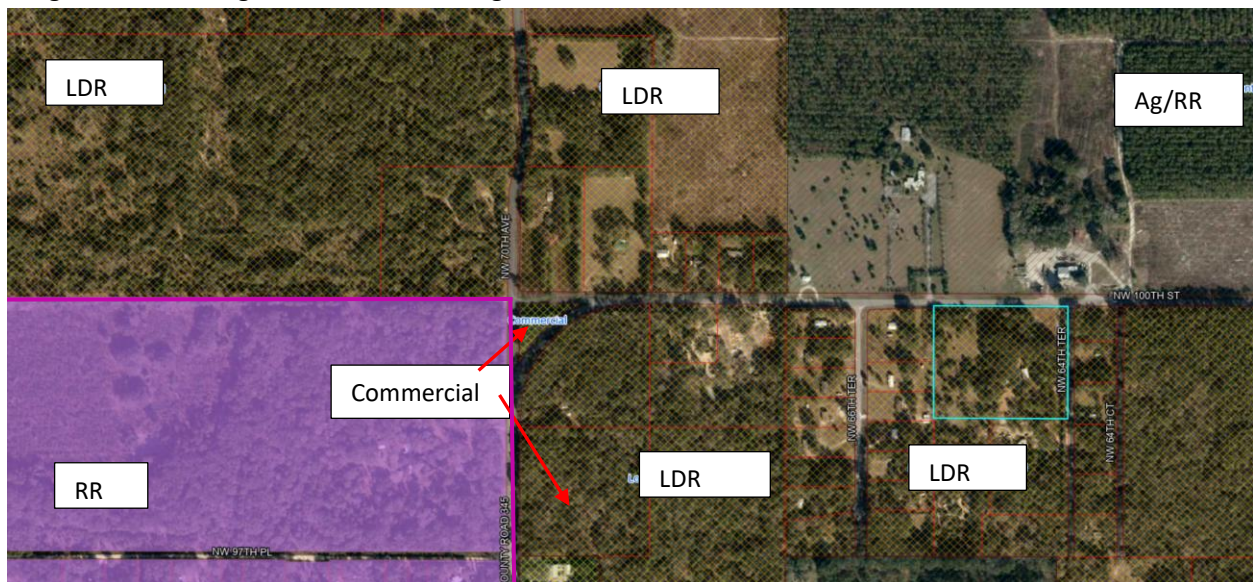 LDR
LDR
Ag/RR
NW 70TH AVE
NW 100TH ST
Commercial
Commercial
NW 64TH TER
NW 66TH TER
NW 64TH CT
LDR
LDR
RR
NW 97TH PL
COUNTY ROAD 345